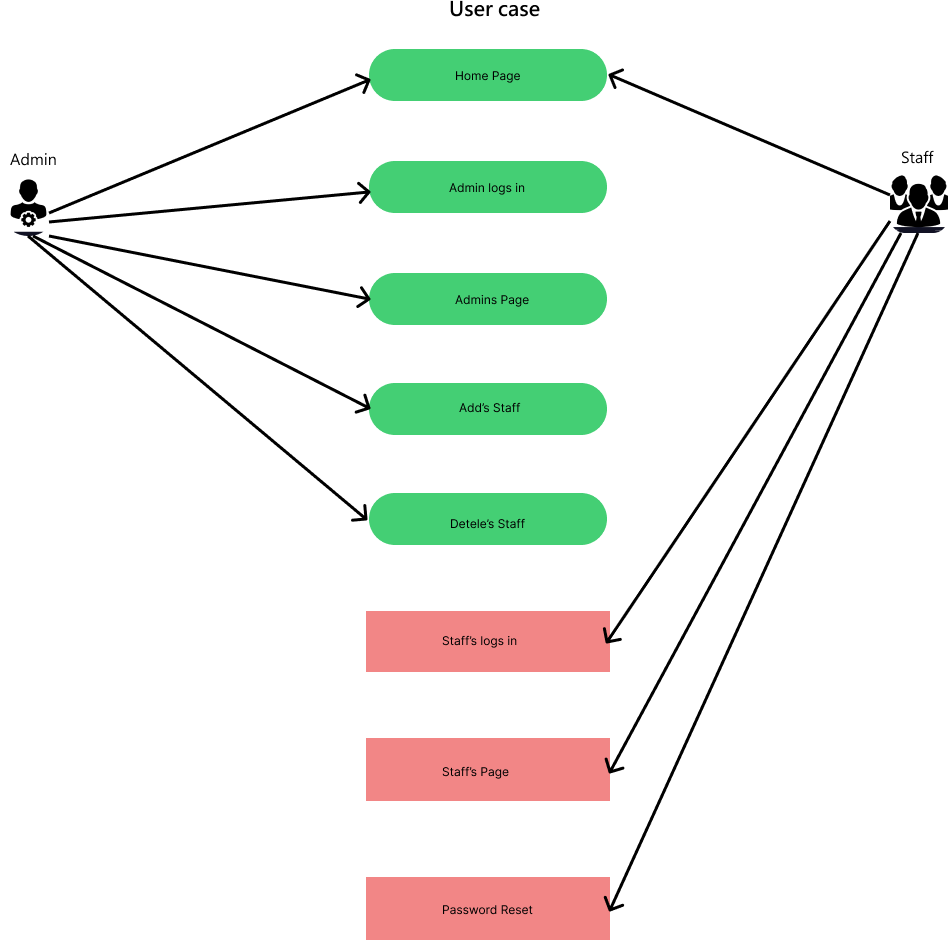 User case
Home Page
Admin
Staff
Admin logs in
Admins Page
Add's Staff
Detele's Staff
Staff's logs in
Staff's Page
Password Reset